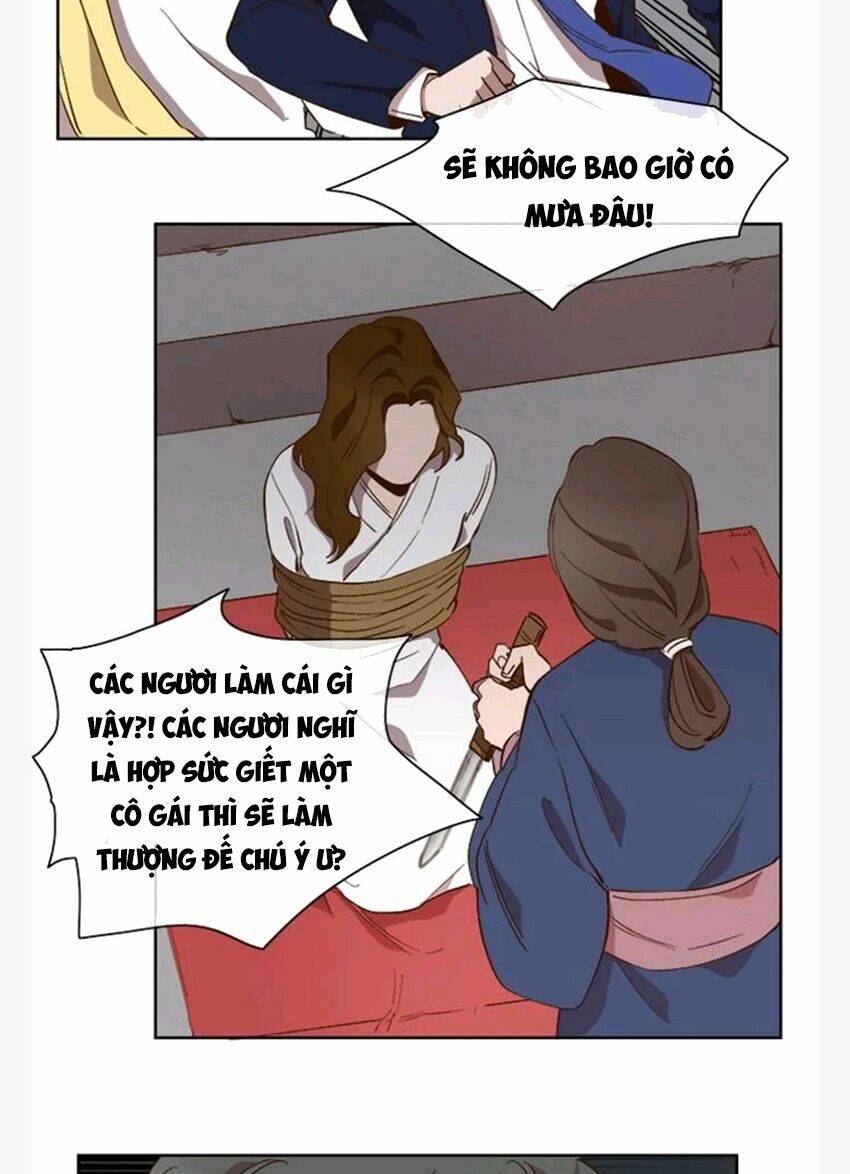 SẼ KHÔNG BAO GIỜ CÓ
MƯA ĐÂU!
CÁC NGƯƠI LÀM CÁI GÌ
VẬY?! CÁC NGƯƠI NGHĨ
LÀ HỢP SỨC GIẾT MỘT
CÔ GÁI THÌ SẼ LÀM
THƯỢNG ĐẾ CHÚ Ý Ư?